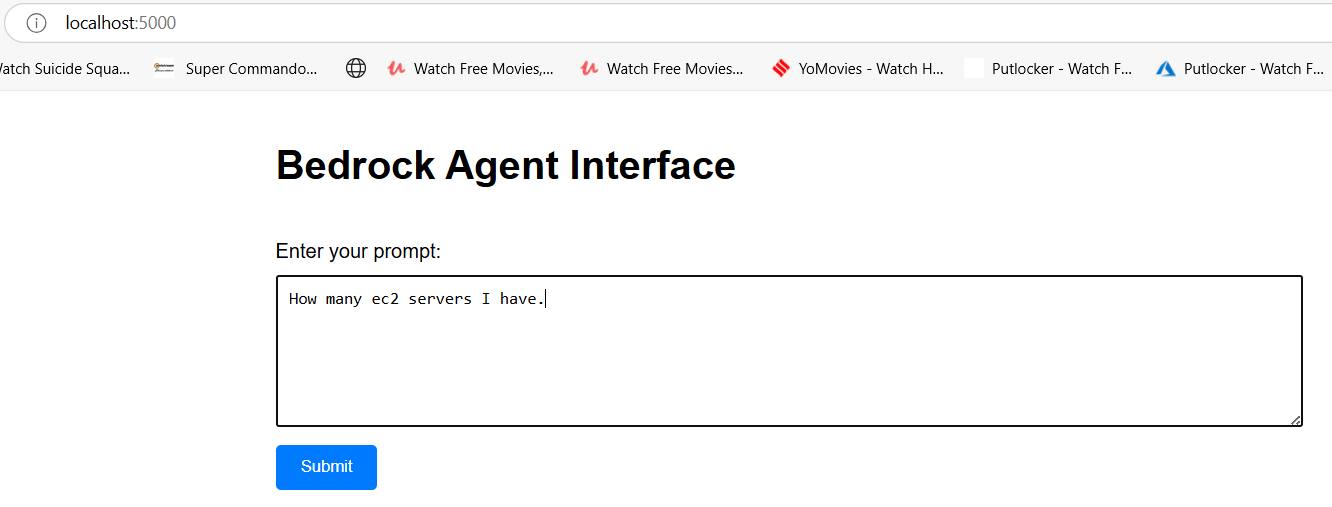 localhost:5000
Watch Suicide Squa... Super Commando... Watch Free Movies,... Watch Free Movies... YoMovies - Watch H... Putlocker - Watch F... Putlocker - Watch F...
Bedrock Agent Interface
Enter your prompt:
How many ec2 servers I have.
Submit